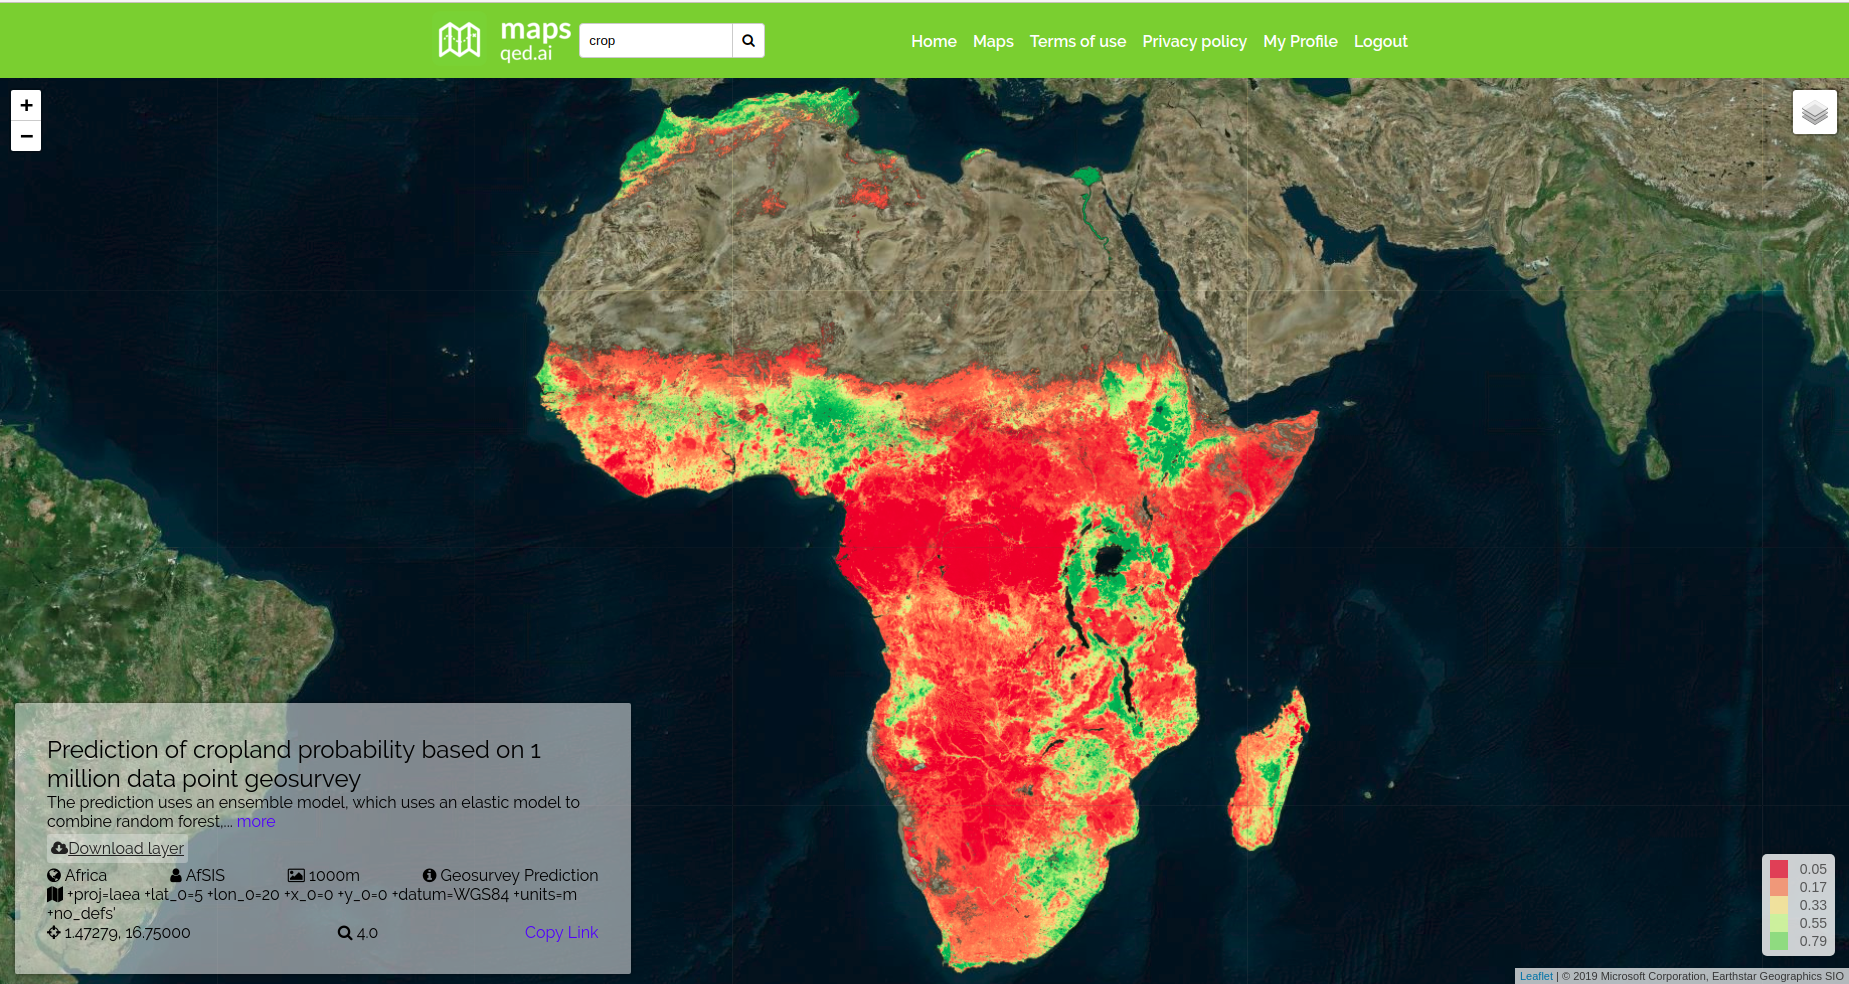 maps
qed.ai
crop
Home Maps Terms of use Privacy policy My Profile Logout
+
−
Prediction of cropland probability based on 1
million data point geosurvey
The prediction uses an ensemble model, which uses an elastic model to
combine random forest,... more
Download layer
Africa AfSIS 1000m Geosurvey Prediction
+proj=laea +lat_0=5 +lon_0=20 +x_0=0 +y_0=0 +datum=WGS84 +units=m
+no_defs'
1.47279, 16.75000 4.0 Copy Link
0.05
0.17
0.33
0.55
0.79
Leaflet | © 2019 Microsoft Corporation, Earthstar Geographics SIO